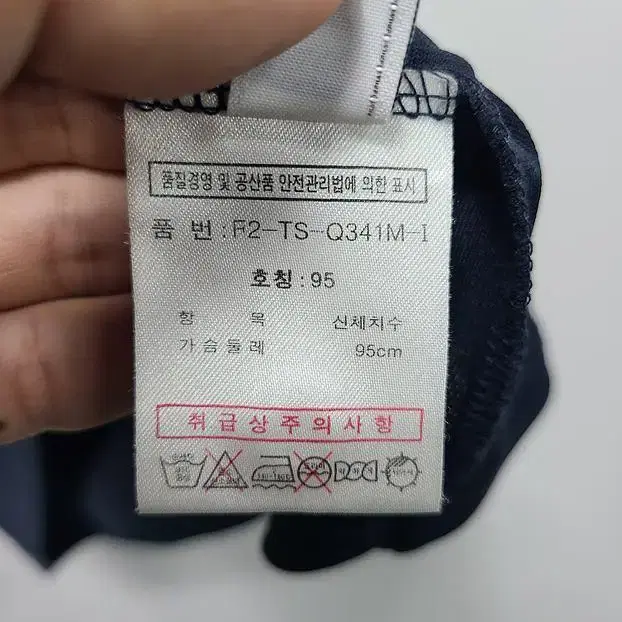 품질경영 및 공산품 안전관리법에 의한 표시
품 번 : F2-TS-Q341M-I
호칭 : 95
항 목 신체치수
가슴둘레 95cm
취급상주의사항